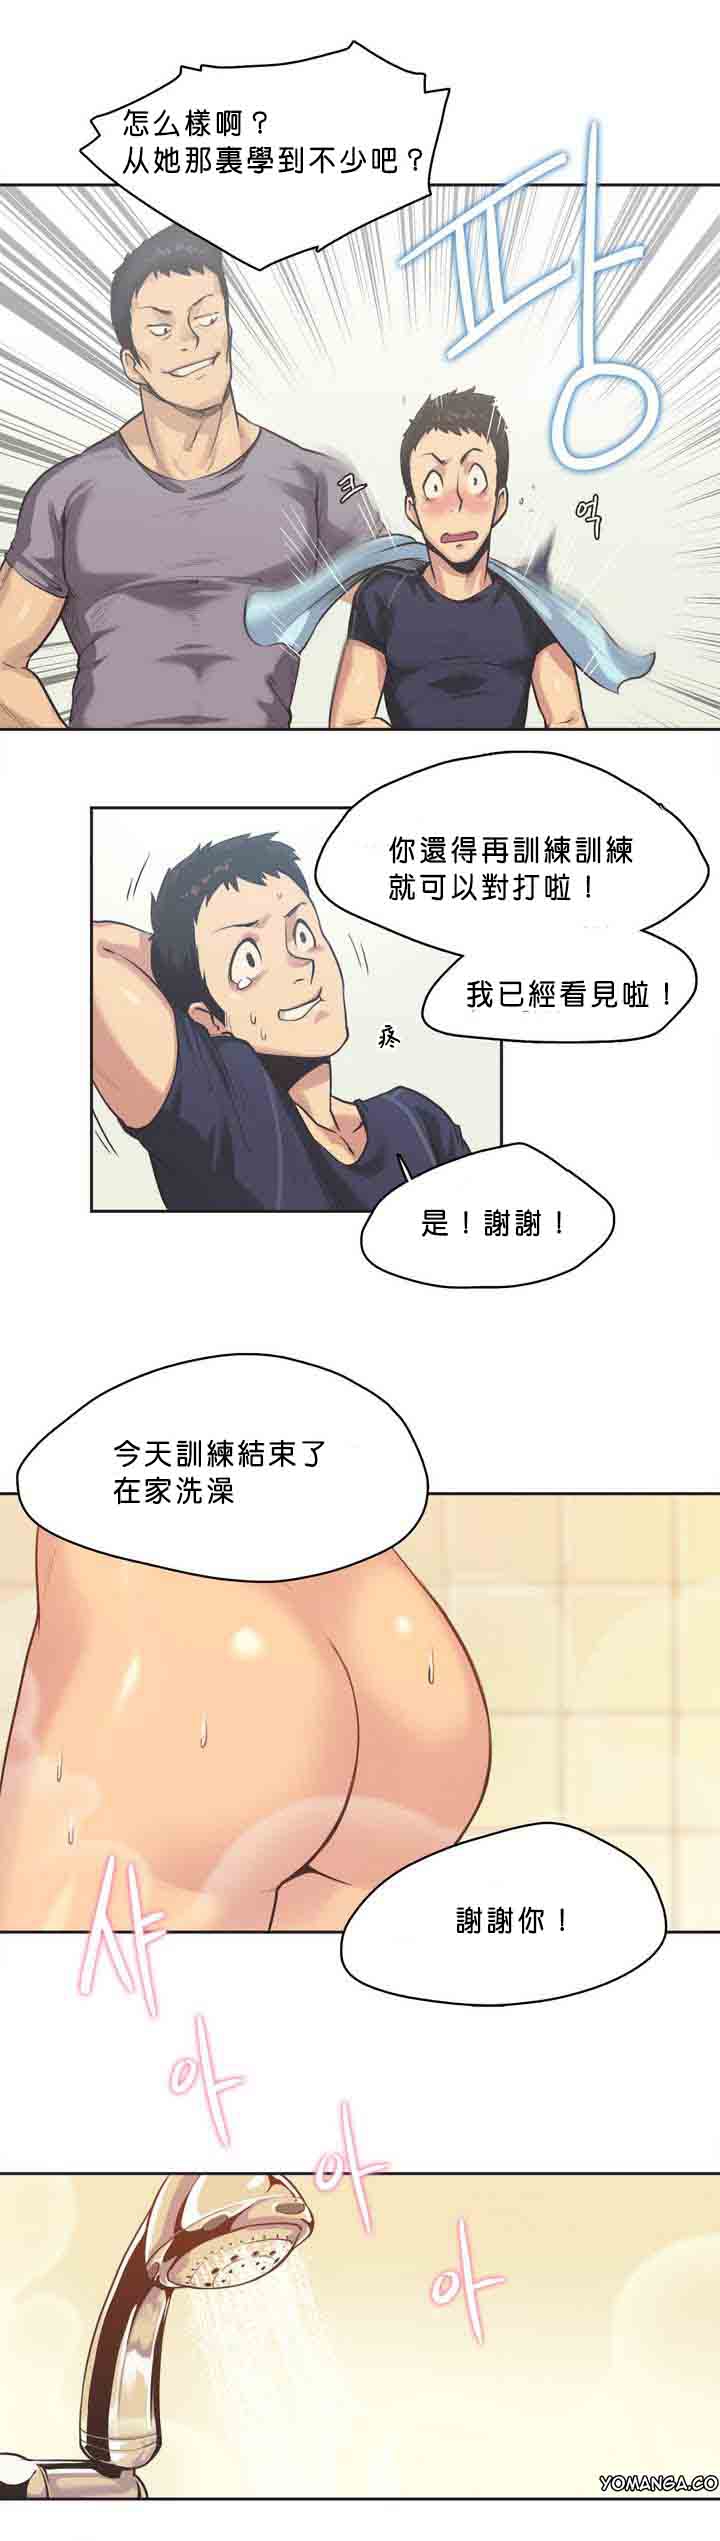 怎么樣啊？
从她那裏學到不少吧？
팡
크
억
你還得再訓練訓練
就可以對打啦！
我已經看見啦！
疼
是！謝謝！
今天訓練結束了
在家洗澡
謝謝你！
샤
아
아
아
YOMANGA.CO